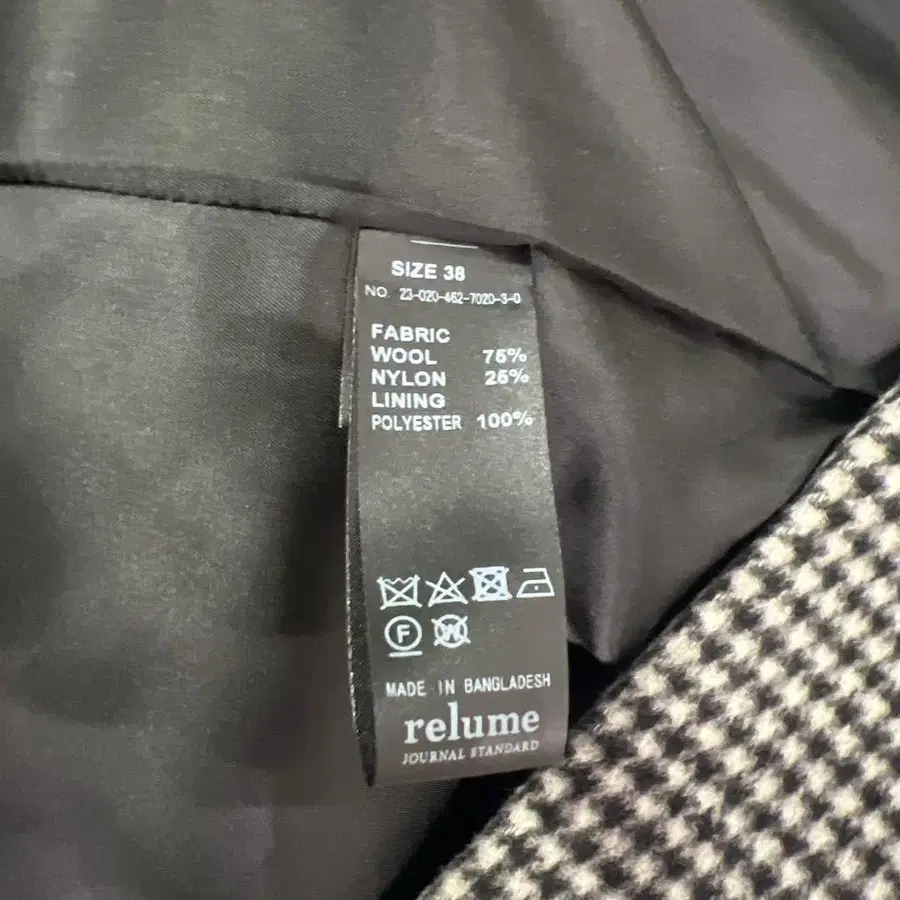 SIZE 38
NO. 23-020-462-7020-3-0
FABRIC
WOOL 75%
NYLON 25%
LINING
POLYESTER 100%
F W
MADE IN BANGLADESH
relume
JOURNAL STANDARD